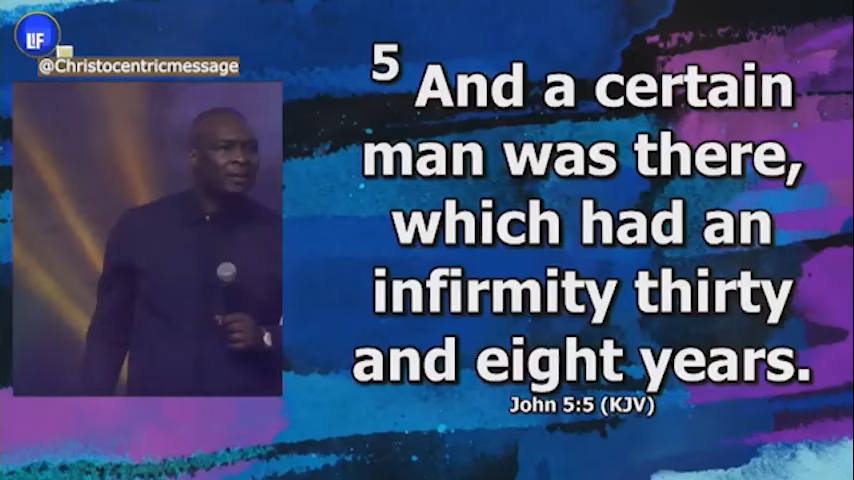 LIF
@Christocentricmessage
5 And a certain
man was there,
which had an
infirmity thirty
and eight years.
John 5:5 (KJV)